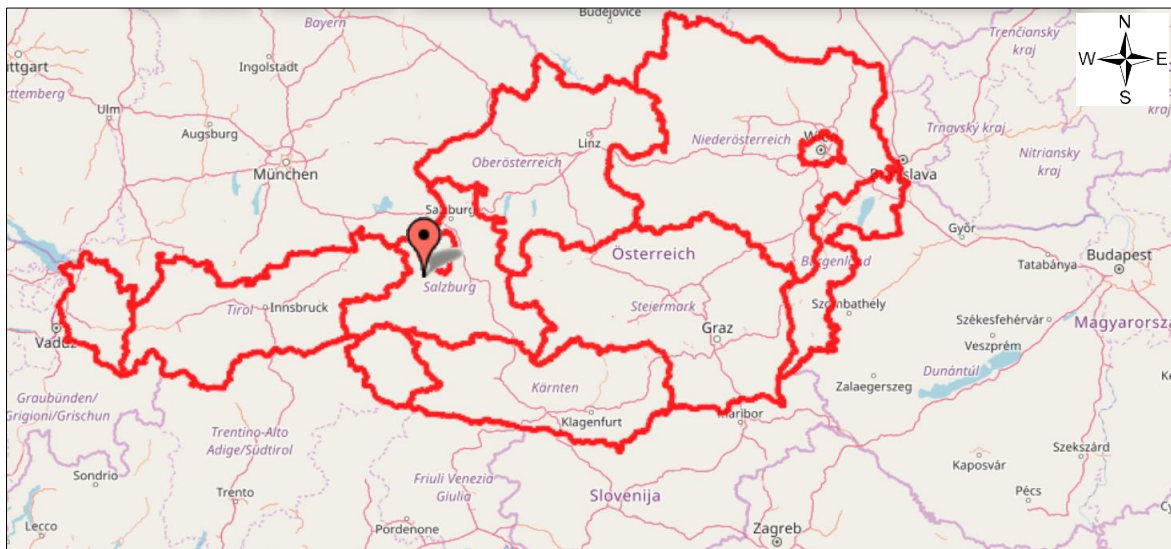 Budějovice
N
W E
S
Trenčiansky
kraj
Bayern
Ingolstadt
ttgart
rttemberg
Ulm
Augsburg
München
Linz
Oberösterreich
Niederösterreich
Wien
Trnavský kraj
Nitriansky
kraj
kraj
Bratislava
Salzburg
Győr
Österreich
Budapest
Burgenland
Tatabánya
Salzburg
Tirol
Innsbruck
Steiermark
Szombathely
Székesfehérvár
Magyarorsza
Graz
Vaduz
Veszprém
Dunántúl
Kärnten
Zalaegerszeg
Graubünden/
Grigioni/Grischun
Klagenfurt
Maribor
Trentino-Alto
Adige/Südtirol
Szekszárd
Kaposvár
Sondrio
Friuli Venezia
Giulia
Slovenija
Trento
Pécs
Lecco
Pordenone
Zagreb